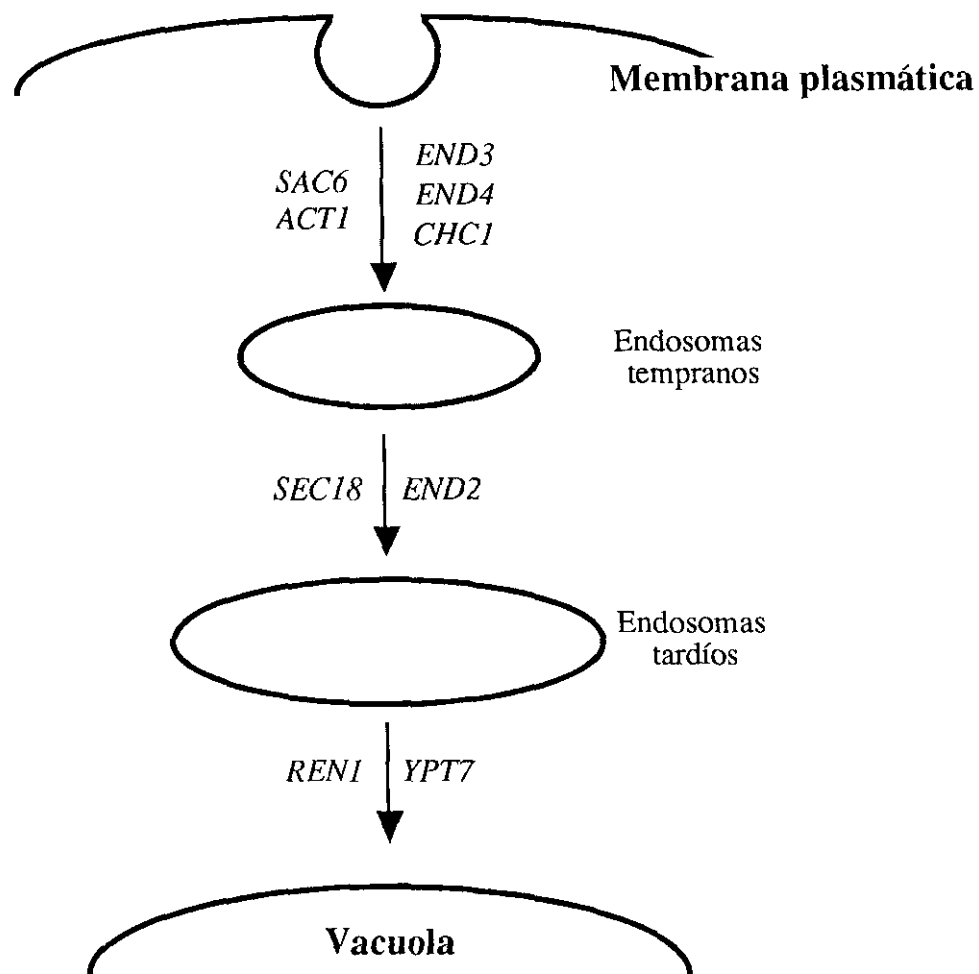 Membrana plasmática
SAC6
ACT1
END3
END4
CHC1
Endosomas
tempranos
SEC18
END2
Endosomas
tardíos
REN1
YPT7
Vacuola